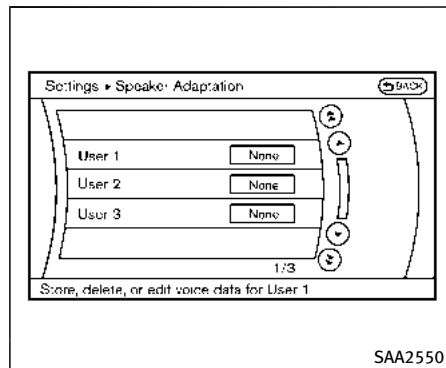 Settings ▸ Speaker Adaptation
BACK
User 1 None
User 2 None
User 3 None
1/3
Store, delete, or edit voice data for User 1
SAA2550